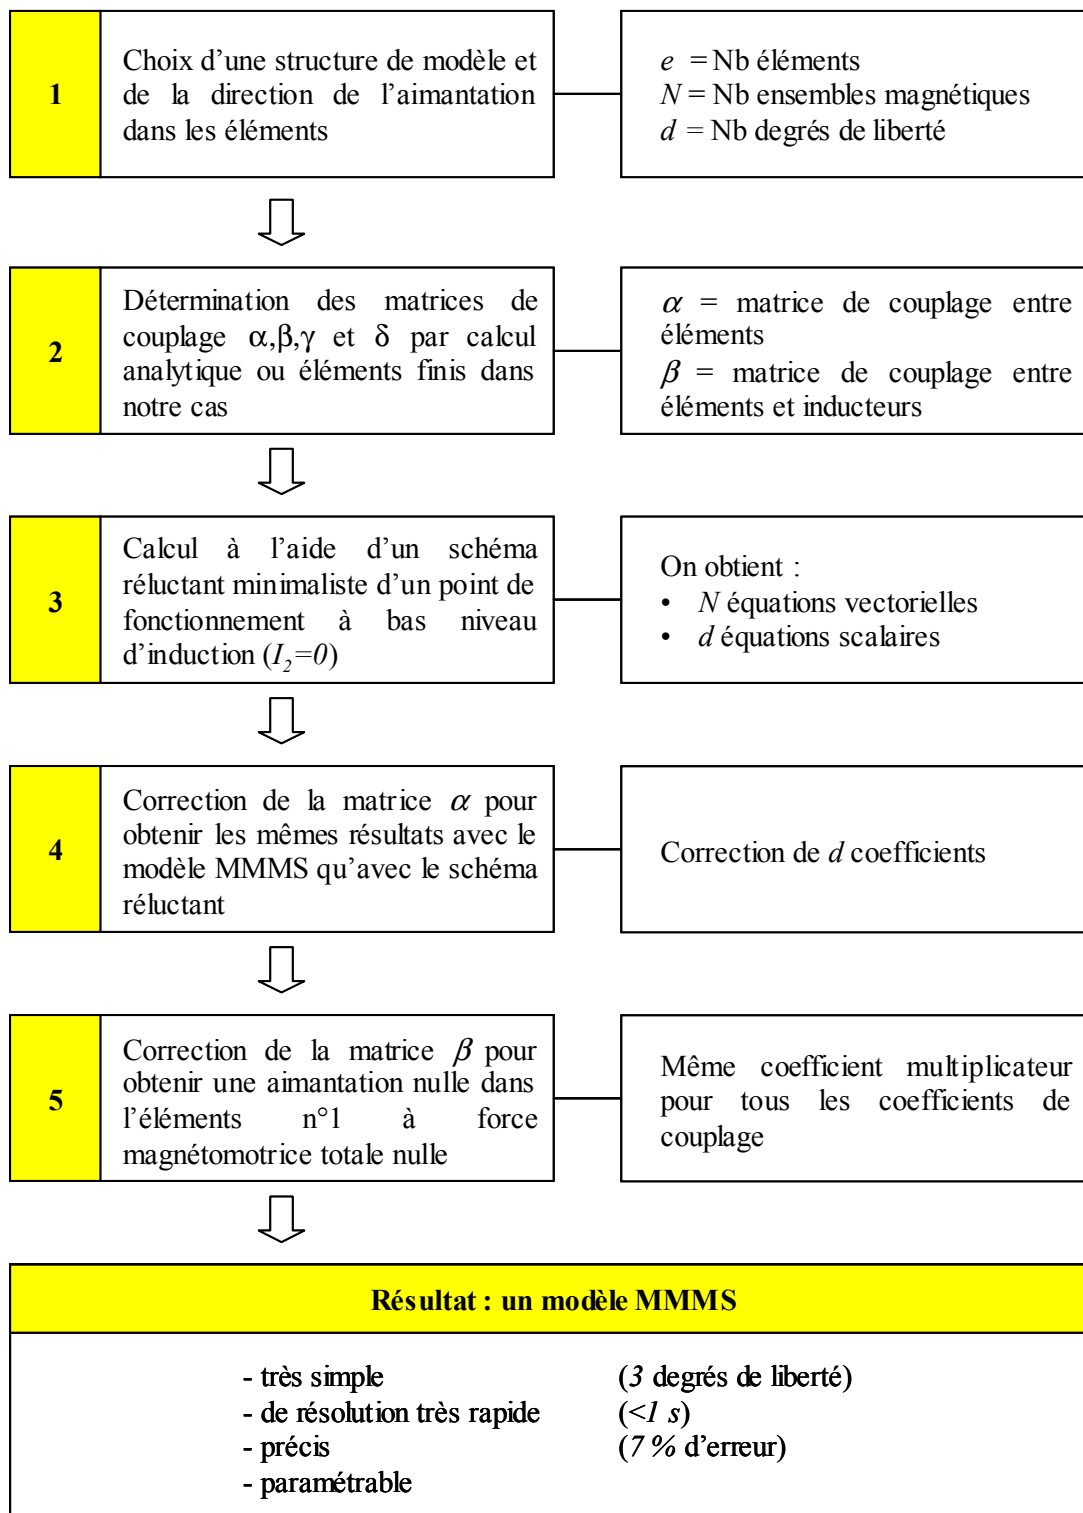 1
Choix d'une structure de modèle et
de la direction de l'aimantation
dans les éléments
e = Nb éléments
N = Nb ensembles magnétiques
d = Nb degrés de liberté
2
Détermination des matrices de
couplage α,β,γ et δ par calcul
analytique ou éléments finis dans
notre cas
α = matrice de couplage entre
éléments
β = matrice de couplage entre
éléments et inducteurs
3
Calcul à l'aide d'un schéma
réluctant minimaliste d'un point de
fonctionnement à bas niveau
d'induction (I₂=0)
On obtient :
• N équations vectorielles
• d équations scalaires
4
Correction de la matrice α pour
obtenir les mêmes résultats avec le
modèle MMMS qu'avec le schéma
réluctant
Correction de d coefficients
5
Correction de la matrice β pour
obtenir une aimantation nulle dans
l'éléments n°1 à force
magnétomotrice totale nulle
Même coefficient multiplicateur
pour tous les coefficients de
couplage
Résultat : un modèle MMMS
- très simple (3 degrés de liberté)
- de résolution très rapide (<1 s)
- précis (7 % d'erreur)
- paramétrable